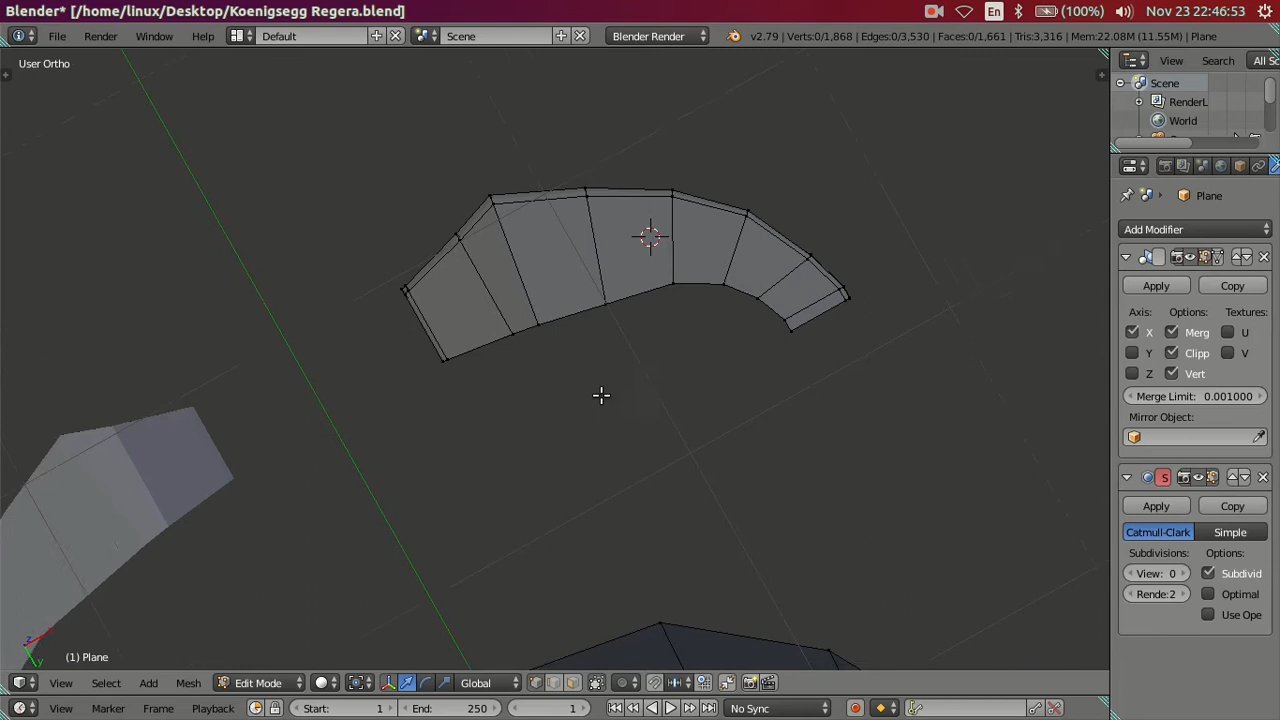 Blender* [/home/linux/Desktop/Koenigsegg Regera.blend]
En
(100%)
Nov 23 22:46:53
File Render Window Help
Default
Scene
Blender Render
v2.79 | Verts:0/1,868 | Edges:0/3,530 | Faces:0/1,661 | Tris:3,316 | Mem:22.08M (11.55M) | Plane
View Search All Sc
User Ortho
Scene
RenderL
World
Plane
Add Modifier
Apply Copy
Axis: Options: Textures:
X Merg U
Y Clipp V
Z Vert
Merge Limit: 0.001000
Mirror Object:
S
Apply Copy
Catmull-Clark Simple
Subdivisions: Options:
View: 0 Subdivid
Rende:2 Optimal
Use Ope
z
y
(1) Plane
View Select Add Mesh Edit Mode Global
View Marker Frame Playback Start: 1 End: 250 1 No Sync